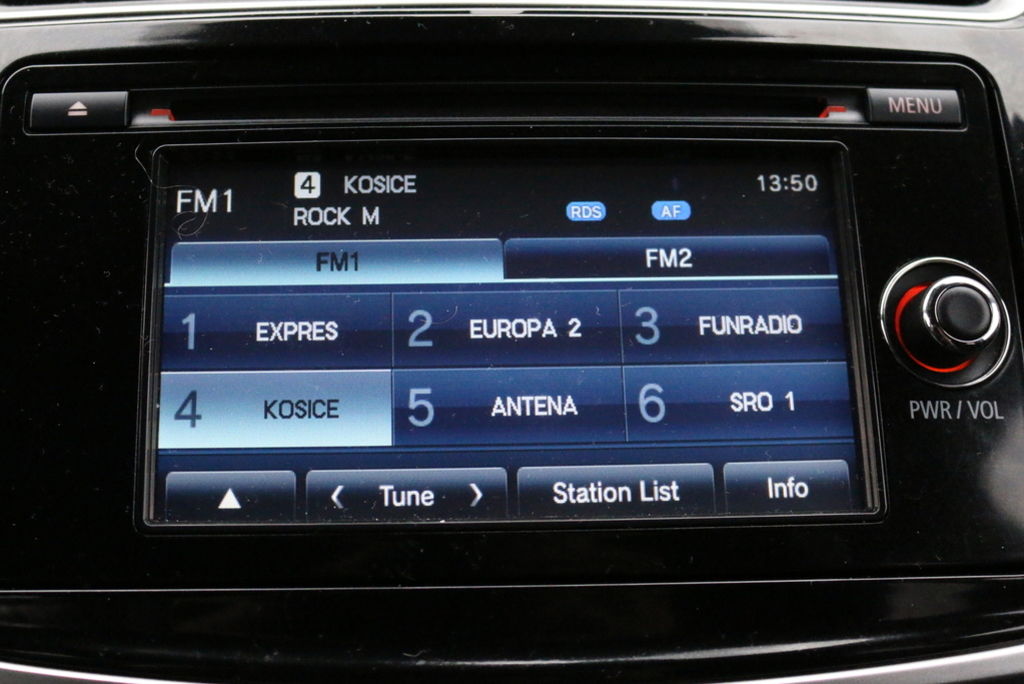 MENU
FM1 4 KOSICE 13:50
ROCK M RDS AF
FM1 FM2
1 EXPRES 2 EUROPA 2 3 FUNRADIO
4 KOSICE 5 ANTENA 6 SRO 1
PWR / VOL
Tune Station List Info